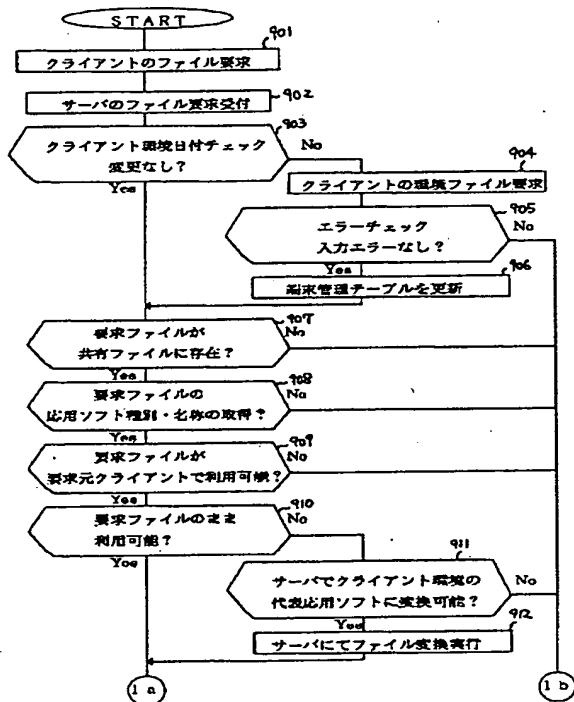 START
901
クライアントのファイル要求
902
サーバのファイル要求受付
903
クライアント環境日付チェック
変更なし?
No
Yes
904
クライアントの環境ファイル要求
905
エラーチェック
入力エラーなし?
No
Yes
906
端末管理テーブルを更新
907
要求ファイルが
共有ファイルに存在?
No
Yes
908
要求ファイルの
応用ソフト種別・名称の取得?
No
Yes
909
要求ファイルが
要求元クライアントで利用可能?
No
Yes
910
要求ファイルのまま
利用可能?
No
Yes
911
サーバでクライアント環境の
代表応用ソフトに変換可能?
No
Yes
912
サーバにてファイル変換実行
1a
1b